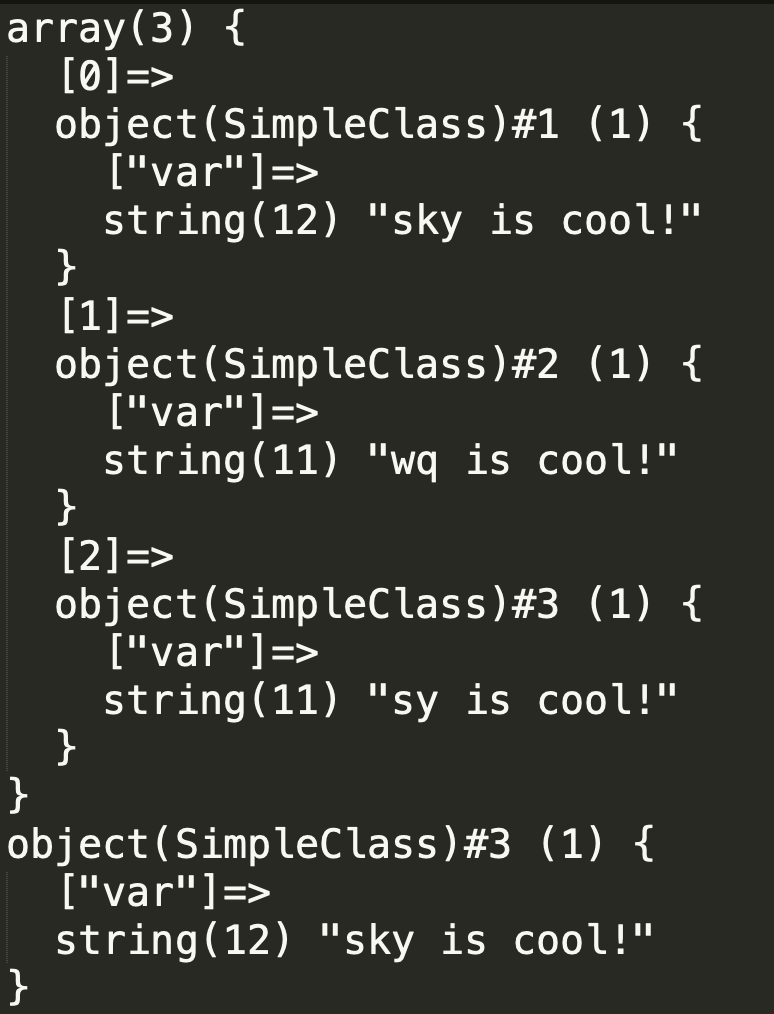 array(3) {
  [0]=>
  object(SimpleClass)#1 (1) {
    ["var"]=>
    string(12) "sky is cool!"
  }
  [1]=>
  object(SimpleClass)#2 (1) {
    ["var"]=>
    string(11) "wq is cool!"
  }
  [2]=>
  object(SimpleClass)#3 (1) {
    ["var"]=>
    string(11) "sy is cool!"
  }
}
object(SimpleClass)#3 (1) {
  ["var"]=>
  string(12) "sky is cool!"
}